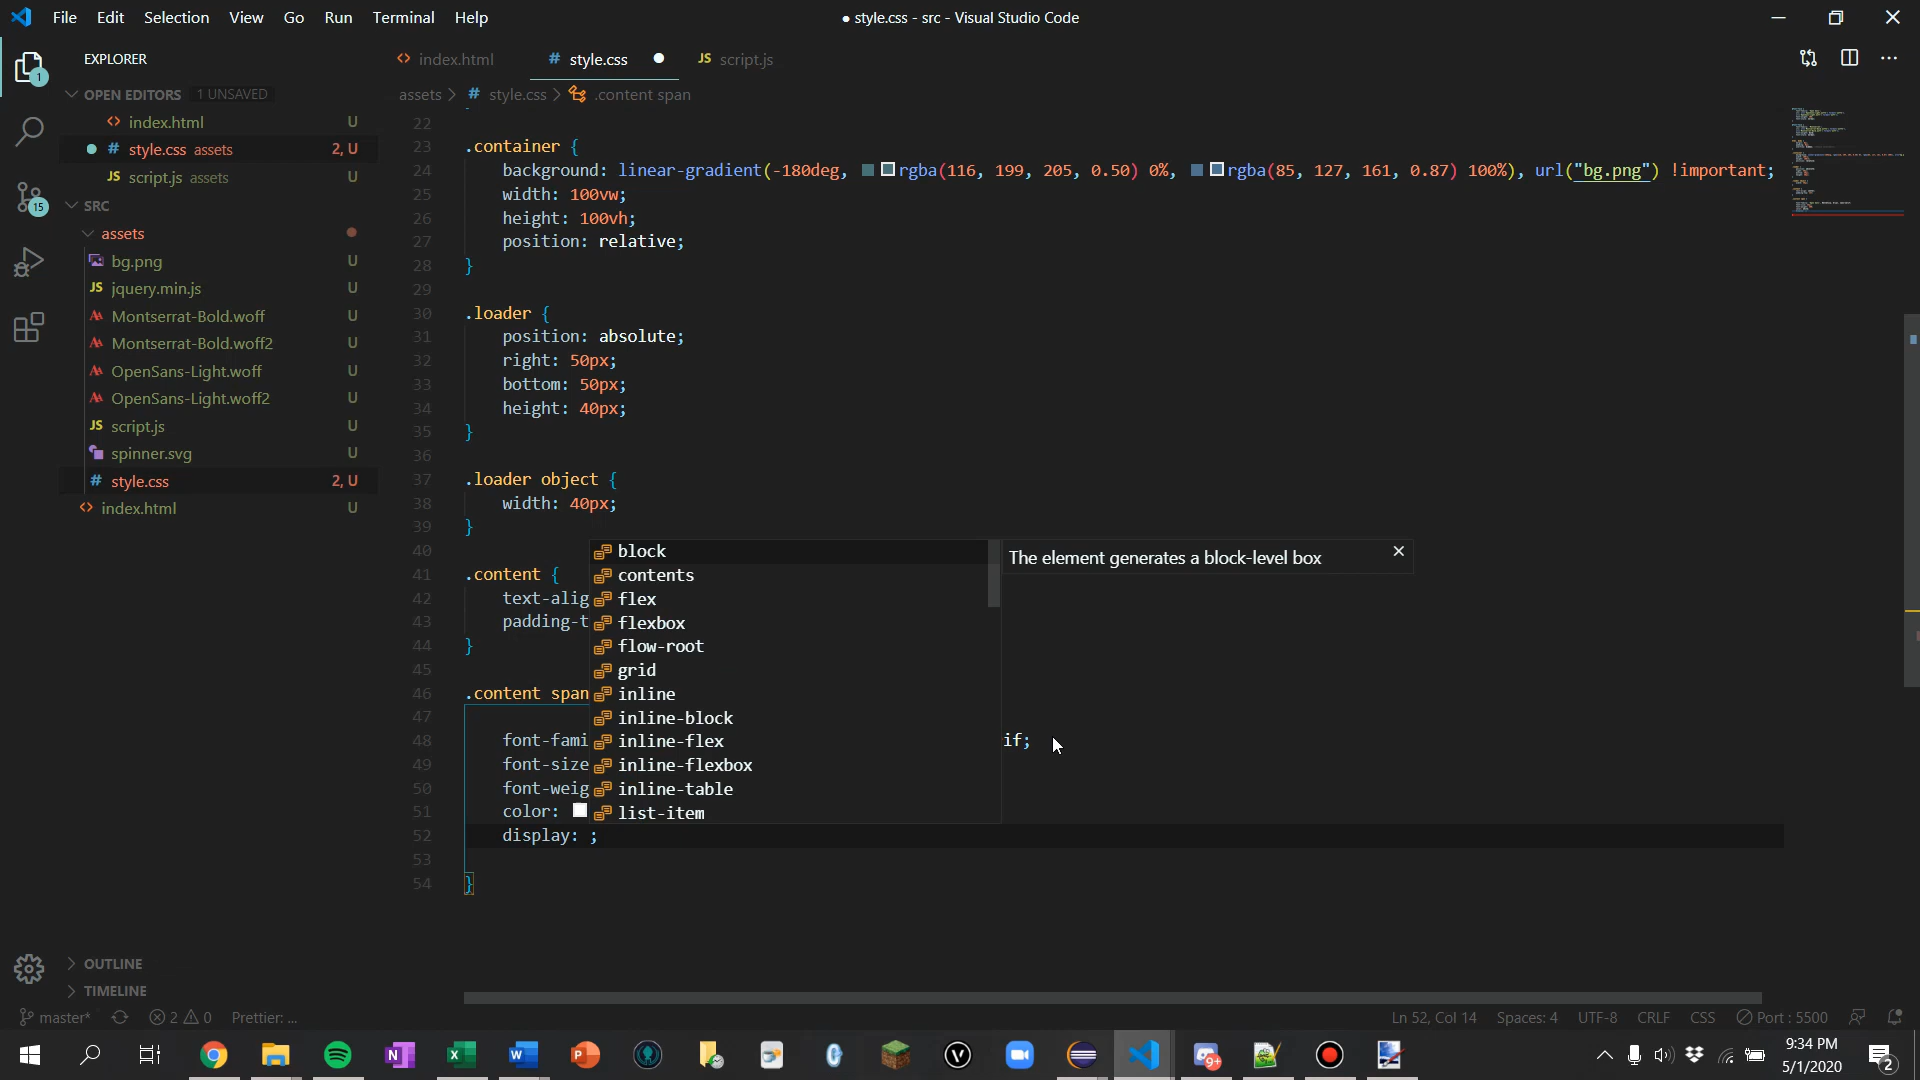 File Edit Selection View Go Run Terminal Help
● style.css - src - Visual Studio Code
EXPLORER
OPEN EDITORS 1 UNSAVED
index.html U
style.css assets 2, U
script.js assets U
SRC
assets
bg.png U
jquery.min.js U
Montserrat-Bold.woff U
Montserrat-Bold.woff2 U
OpenSans-Light.woff U
OpenSans-Light.woff2 U
script.js U
spinner.svg U
style.css 2, U
index.html U
OUTLINE
TIMELINE
1
15
index.html # style.css ● JS script.js
assets > # style.css > .content span
22
23 .container {
24 background: linear-gradient(-180deg, rgba(116, 199, 205, 0.50) 0%, rgba(85, 127, 161, 0.87) 100%), url("bg.png") !important;
25 width: 100vw;
26 height: 100vh;
27 position: relative;
28 }
29
30 .loader {
31 position: absolute;
32 right: 50px;
33 bottom: 50px;
34 height: 40px;
35 }
36
37 .loader object {
38 width: 40px;
39 }
40
41 .content {
42 text-alig
43 padding-t
44 }
45
46 .content span
47
48 font-fami if;
49 font-size
50 font-weig
51 color:
52 display: ;
53
54 }
block
contents
flex
flexbox
flow-root
grid
inline
inline-block
inline-flex
inline-flexbox
inline-table
list-item
The element generates a block-level box
master* 2 0 Prettier: ...
Ln 52, Col 14 Spaces: 4 UTF-8 CRLF CSS Port : 5500
9+
9:34 PM
5/1/2020
2